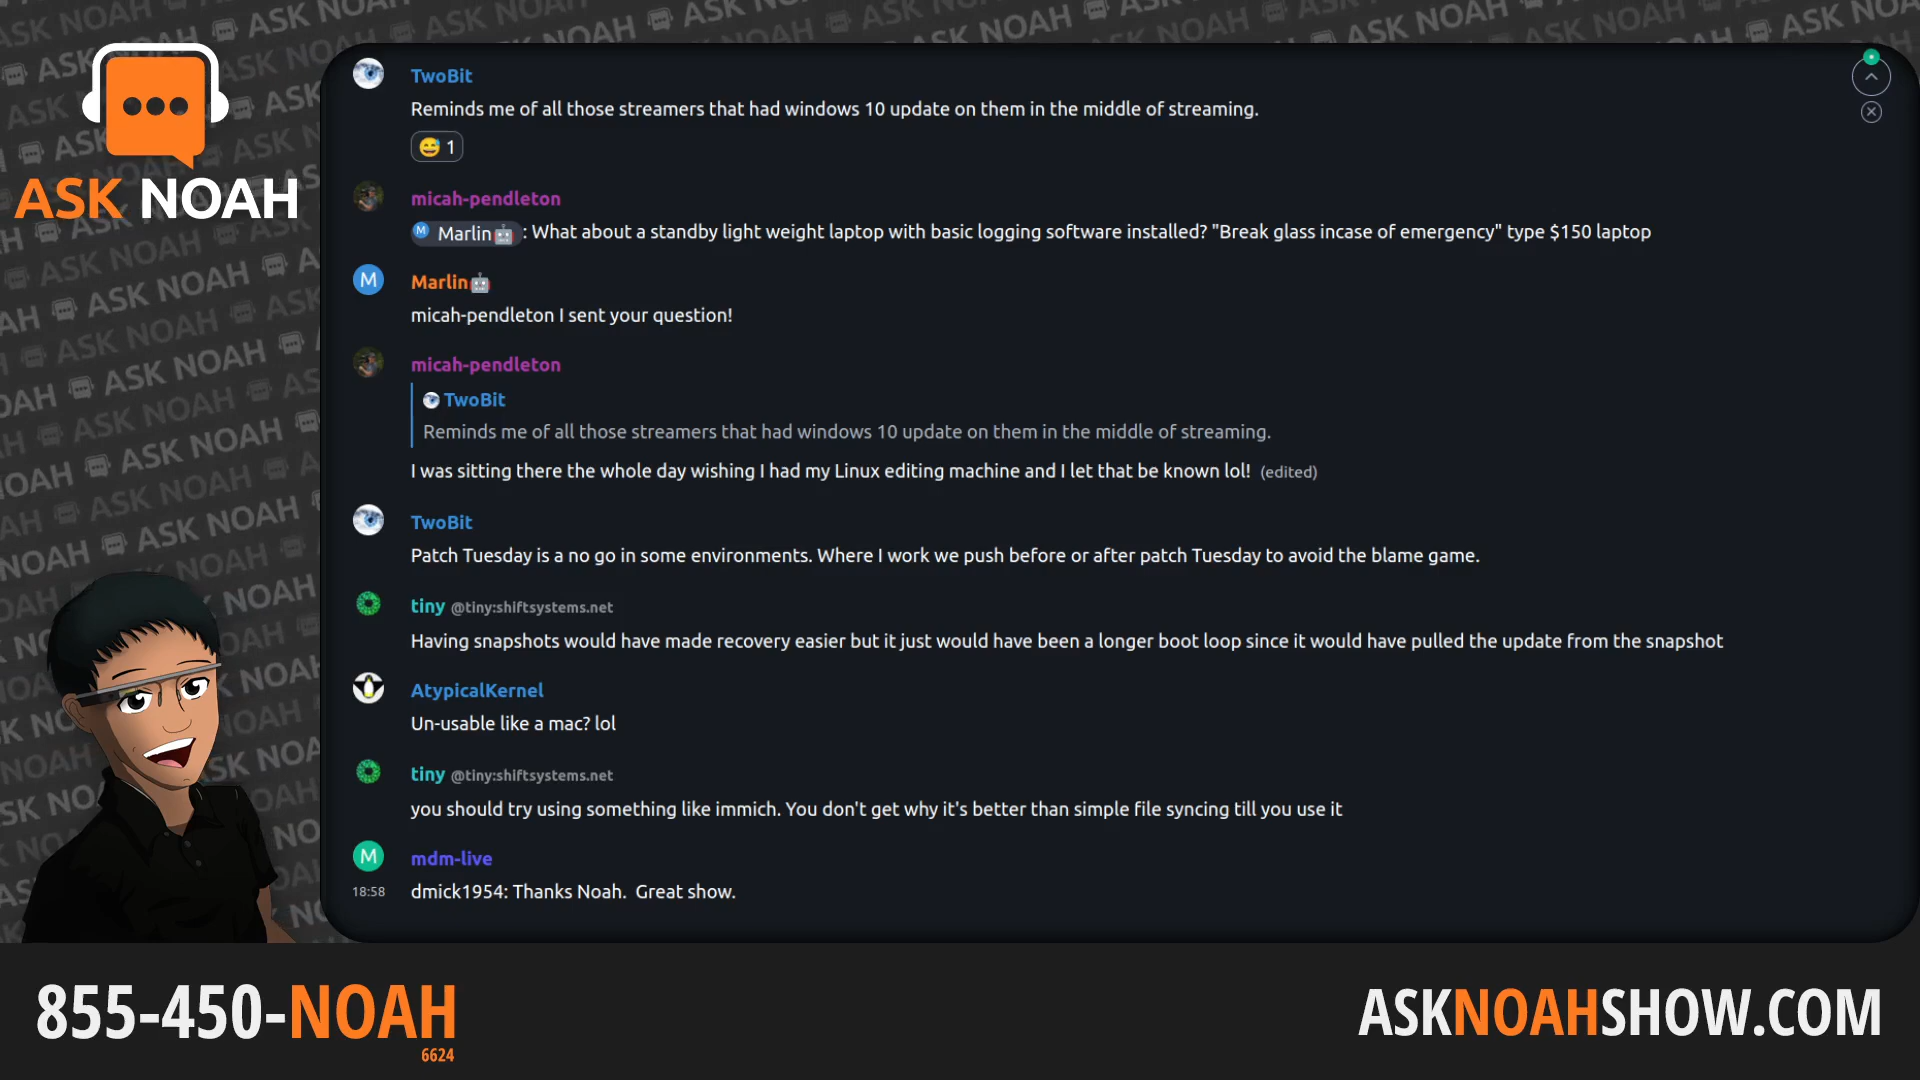 ASK NOAH
TwoBit
Reminds me of all those streamers that had windows 10 update on them in the middle of streaming.
😅 1
micah-pendleton
M Marlin🤖 : What about a standby light weight laptop with basic logging software installed? "Break glass incase of emergency" type $150 laptop
M Marlin🤖
micah-pendleton I sent your question!
micah-pendleton
TwoBit
Reminds me of all those streamers that had windows 10 update on them in the middle of streaming.
I was sitting there the whole day wishing I had my Linux editing machine and I let that be known lol! (edited)
TwoBit
Patch Tuesday is a no go in some environments. Where I work we push before or after patch Tuesday to avoid the blame game.
tiny @tiny:shiftsystems.net
Having snapshots would have made recovery easier but it just would have been a longer boot loop since it would have pulled the update from the snapshot
AtypicalKernel
Un-usable like a mac? lol
tiny @tiny:shiftsystems.net
you should try using something like immich. You don't get why it's better than simple file syncing till you use it
M mdm-live
18:58 dmick1954: Thanks Noah.  Great show.
855-450-NOAH
6624
ASKNOAHSHOW.COM